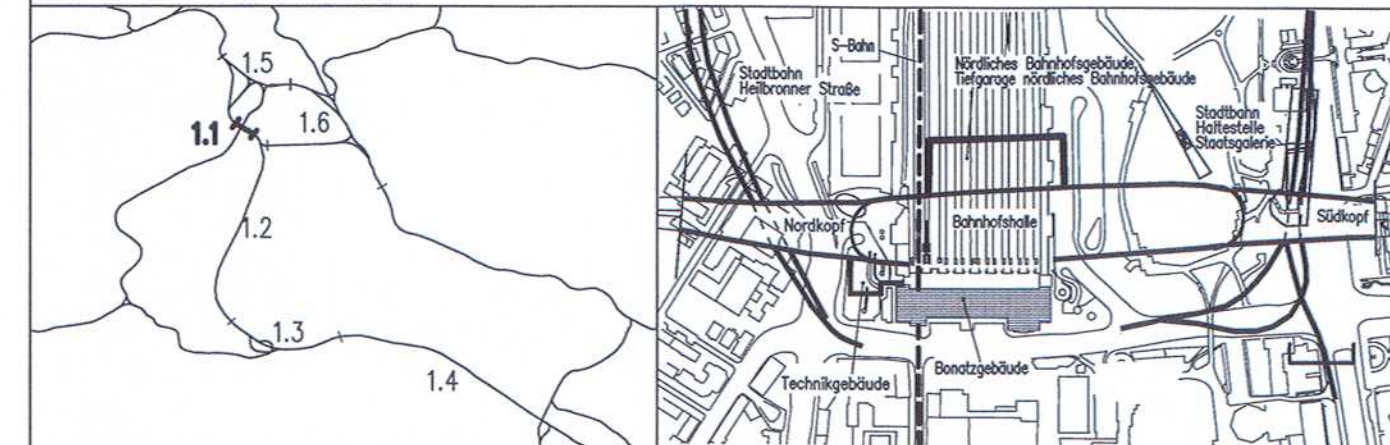 1.5
1.6
1.1
1.2
1.3
1.4
S-Bahn
Stadtbahn
Heilbronner Straße
Nördliches Bahnhofsgebäude,
Tiefgarage nördliches Bahnhofsgebäude
Stadtbahn
Haltestelle
Staatsgalerie
Nordkopf
Bahnhofshalle
Südkopf
Technikgebäude
Bonatzgebäude